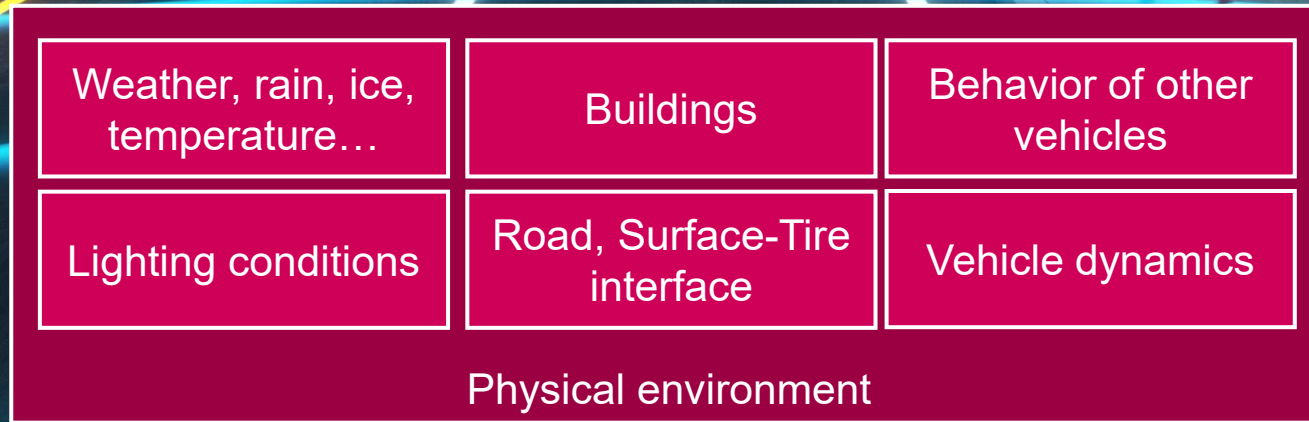 Weather, rain, ice,
temperature…
Buildings
Behavior of other
vehicles
Lighting conditions
Road, Surface-Tire
interface
Vehicle dynamics
Physical environment